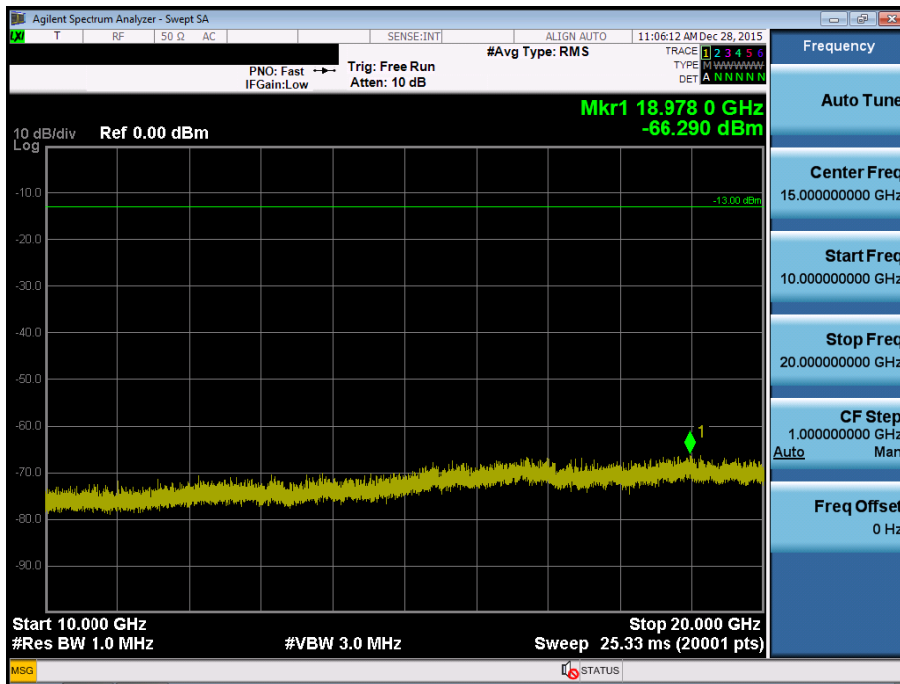 Agilent Spectrum Analyzer - Swept SA
LXI T RF 50 Ω AC SENSE:INT ALIGN AUTO 11:06:12 AM Dec 28, 2015
PNO: Fast Trig: Free Run #Avg Type: RMS TRACE 1 2 3 4 5 6
IFGain:Low Atten: 10 dB TYPE M WWWWW
DET A N N N N N
Frequency
Mkr1 18.978 0 GHz
-66.290 dBm
10 dB/div Ref 0.00 dBm
Log
-10.0
-13.00 dBm
-20.0
-30.0
-40.0
-50.0
-60.0
1
-70.0
-80.0
-90.0
Start 10.000 GHz Stop 20.000 GHz
#Res BW 1.0 MHz #VBW 3.0 MHz Sweep 25.33 ms (20001 pts)
MSG STATUS
Auto Tune
Center Freq
15.000000000 GHz
Start Freq
10.000000000 GHz
Stop Freq
20.000000000 GHz
CF Step
1.000000000 GHz
Auto Man
Freq Offset
0 Hz